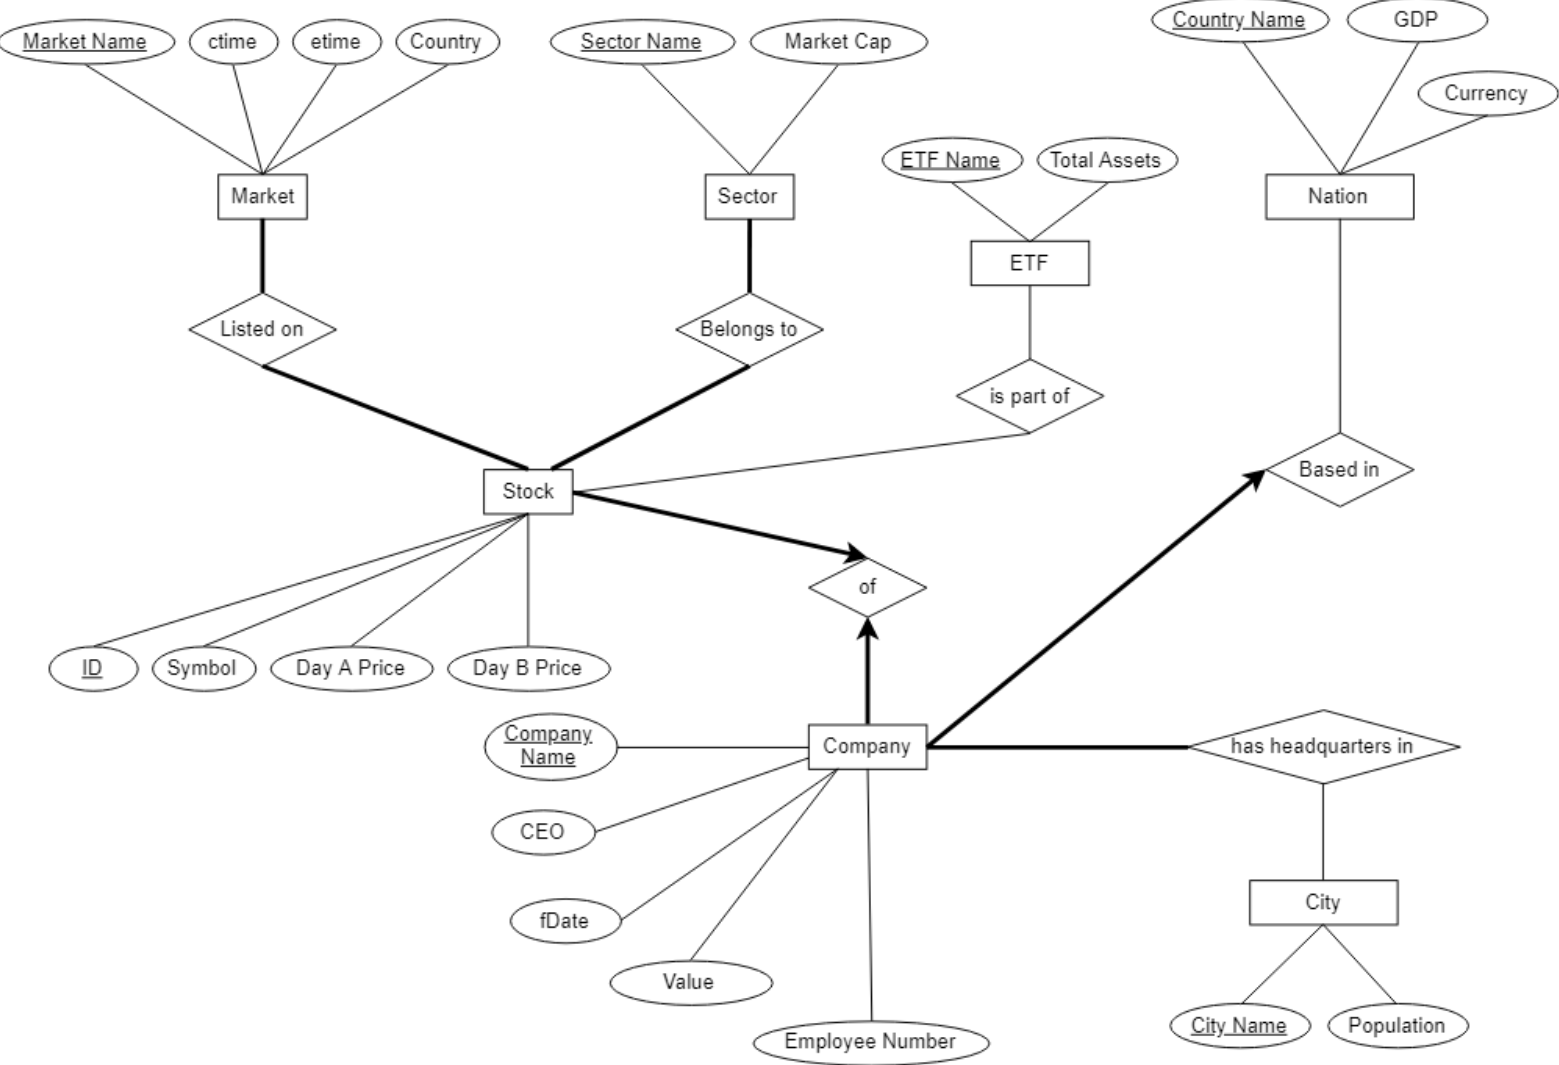 Market Name
ctime
etime
Country
Sector Name
Market Cap
Country Name
GDP
Currency
ETF Name
Total Assets
Market
Sector
Nation
ETF
Listed on
Belongs to
is part of
Based in
Stock
of
ID
Symbol
Day A Price
Day B Price
Company
Name
Company
has headquarters in
CEO
fDate
City
Value
City Name
Population
Employee Number